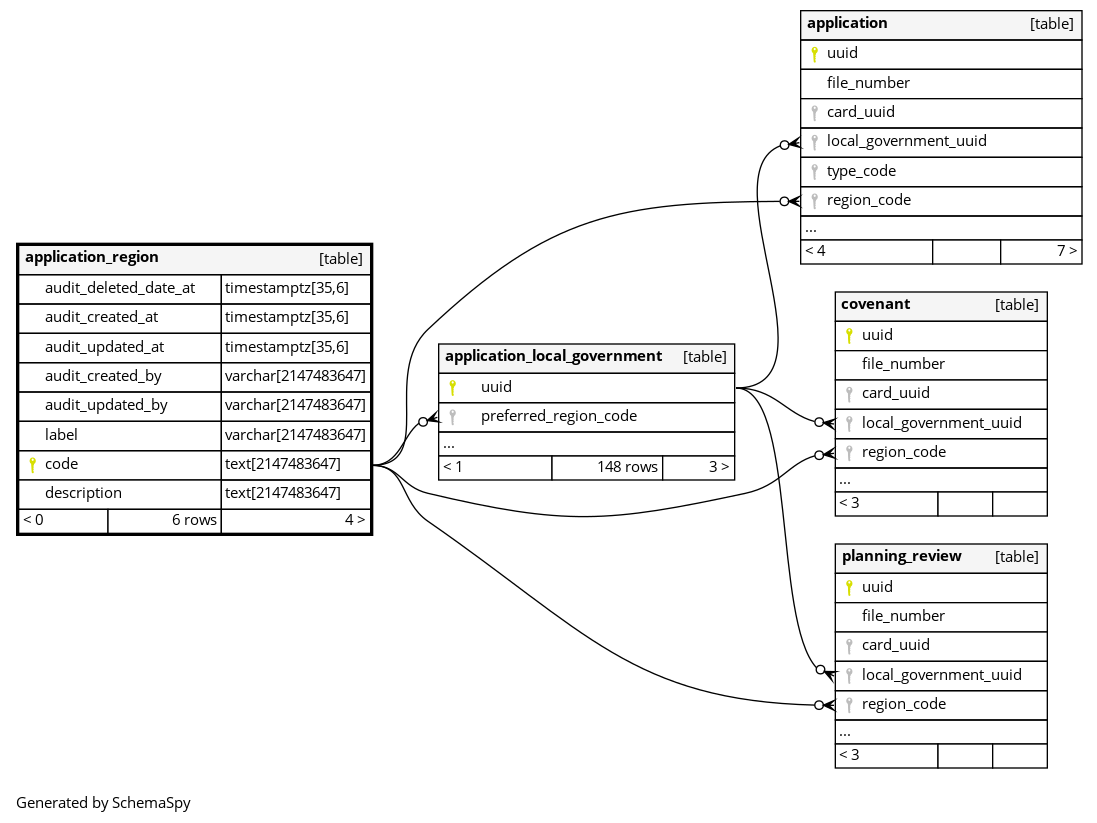 application [table]
uuid
file_number
card_uuid
local_government_uuid
type_code
region_code
...
< 4 7 >
application_region [table]
audit_deleted_date_at timestamptz[35,6]
audit_created_at timestamptz[35,6]
audit_updated_at timestamptz[35,6]
audit_created_by varchar[2147483647]
audit_updated_by varchar[2147483647]
label varchar[2147483647]
code text[2147483647]
description text[2147483647]
< 0 6 rows 4 >
application_local_government [table]
uuid
preferred_region_code
...
< 1 148 rows 3 >
covenant [table]
uuid
file_number
card_uuid
local_government_uuid
region_code
...
< 3
planning_review [table]
uuid
file_number
card_uuid
local_government_uuid
region_code
...
< 3
Generated by SchemaSpy